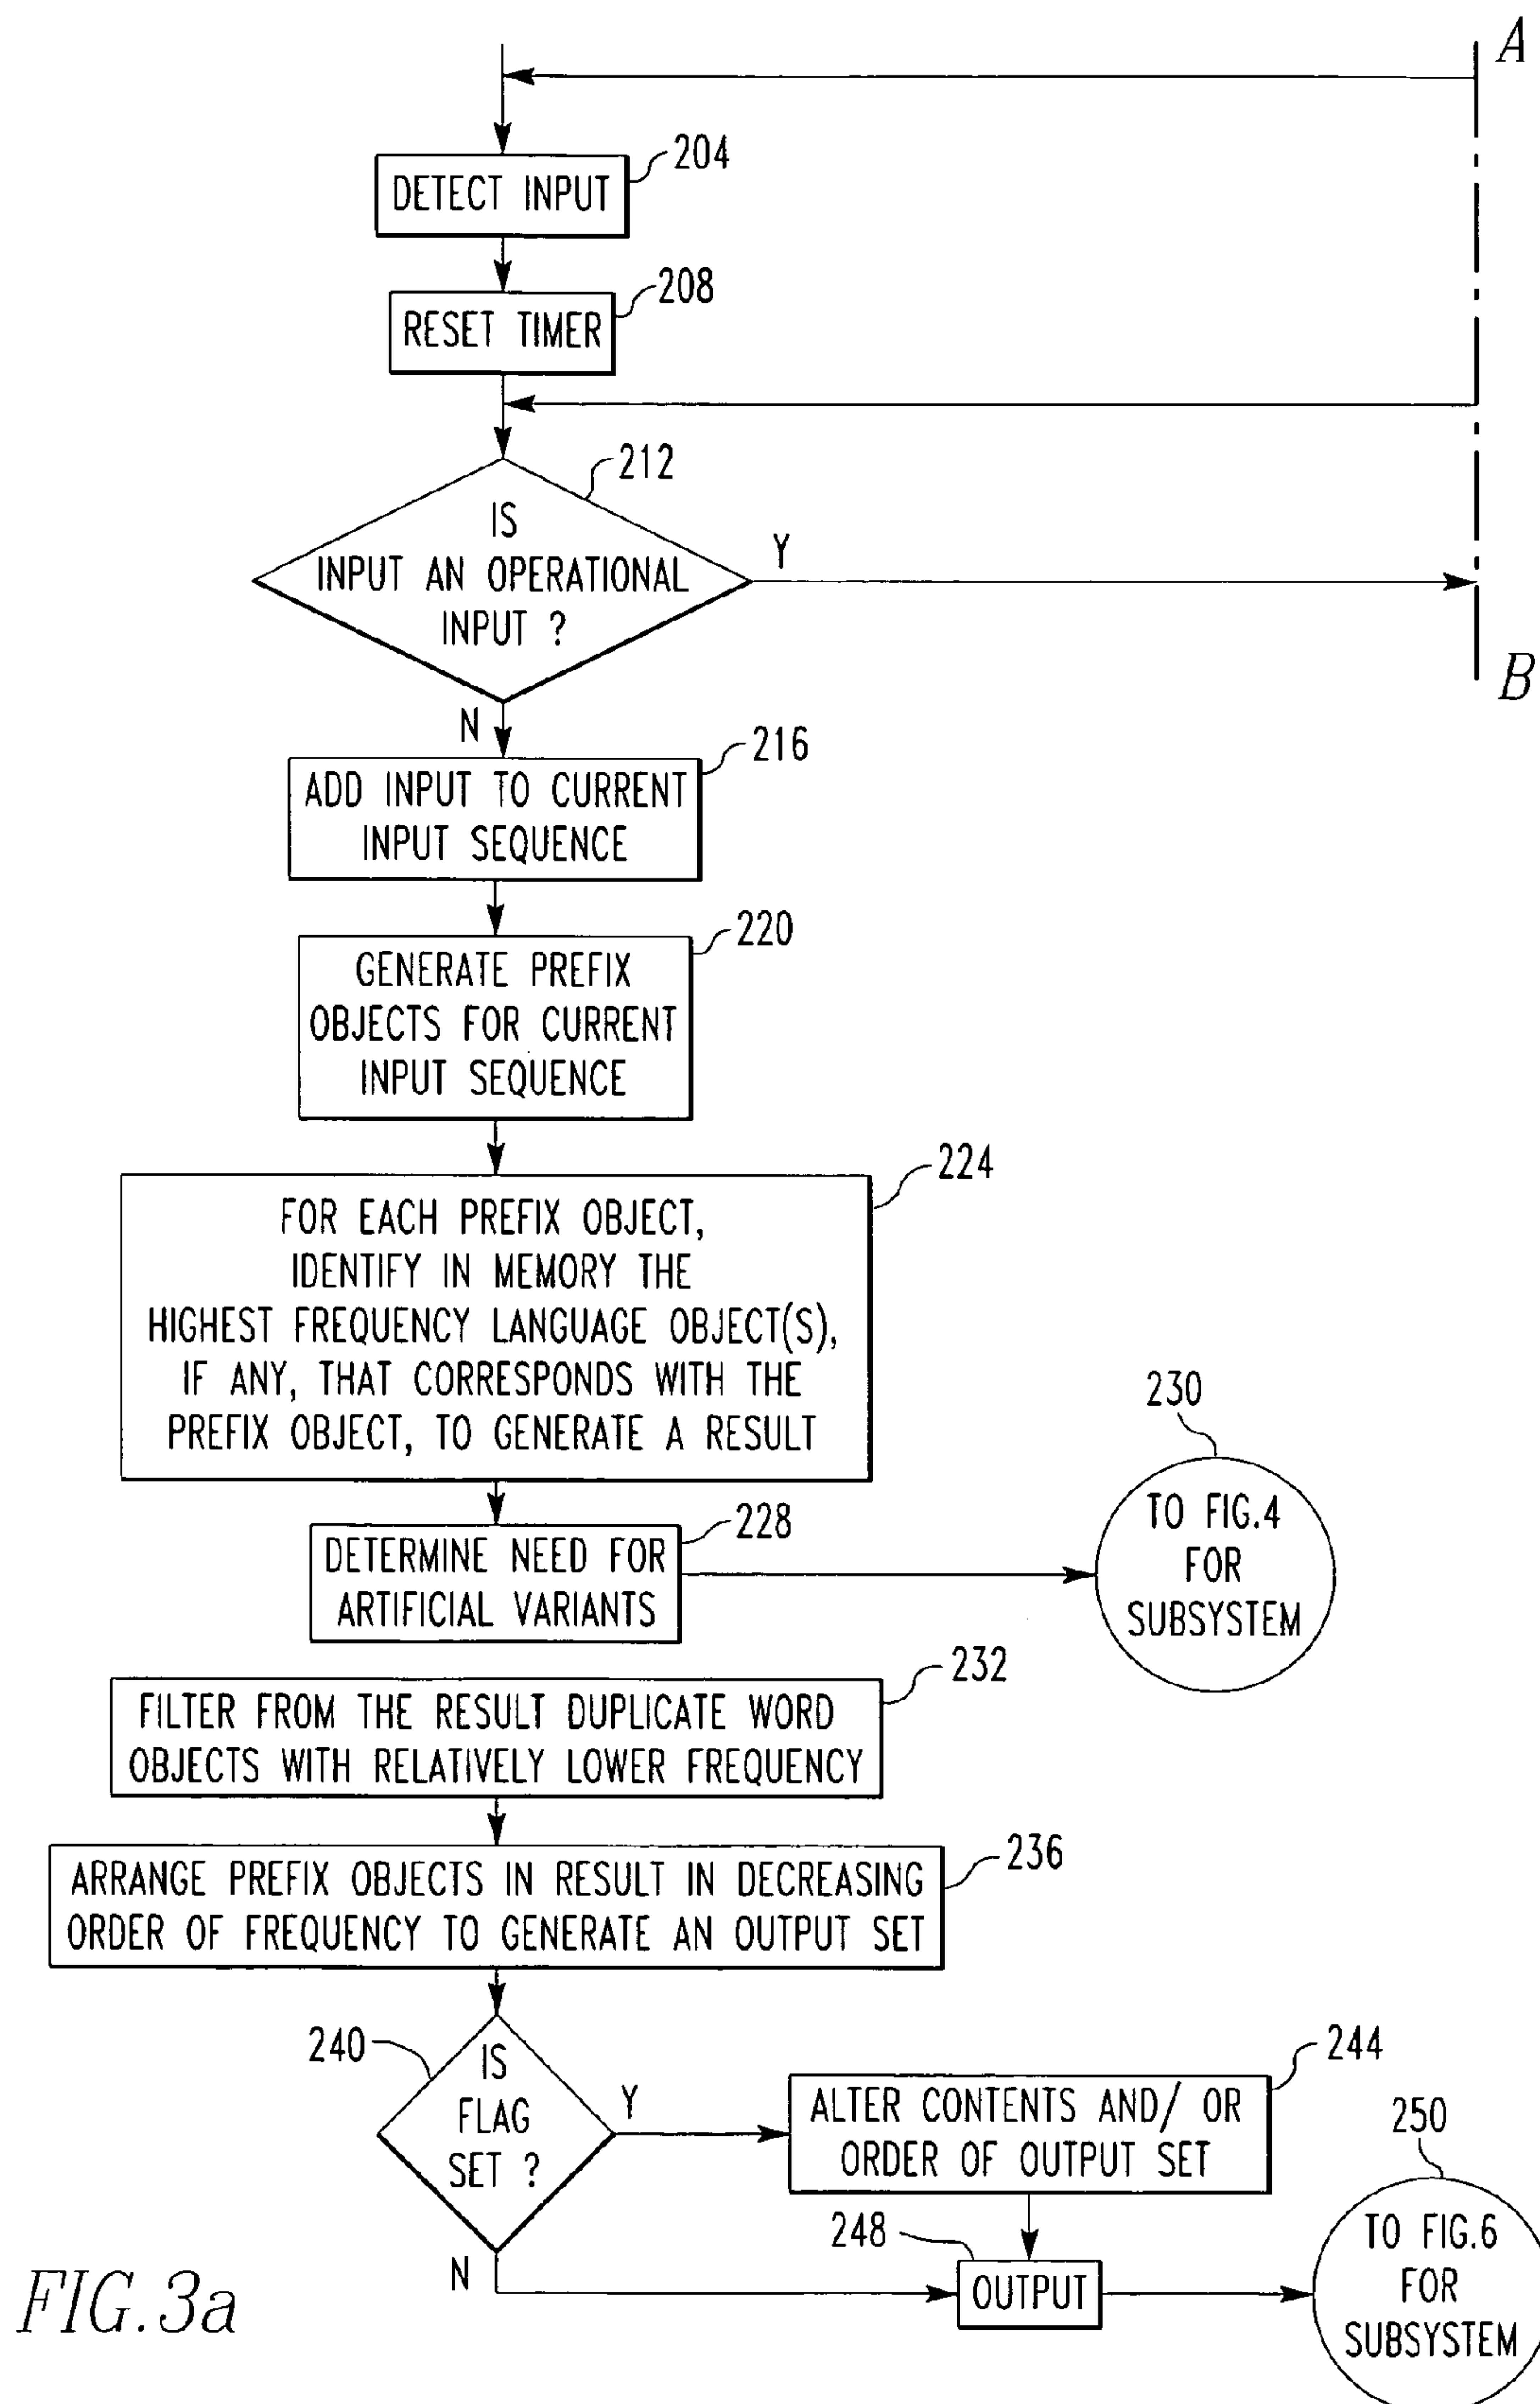 A
204
DETECT INPUT
208
RESET TIMER
212
IS
INPUT AN OPERATIONAL
INPUT ?
Y
B
N
216
ADD INPUT TO CURRENT
INPUT SEQUENCE
220
GENERATE PREFIX
OBJECTS FOR CURRENT
INPUT SEQUENCE
224
FOR EACH PREFIX OBJECT,
IDENTIFY IN MEMORY THE
HIGHEST FREQUENCY LANGUAGE OBJECT(S),
IF ANY, THAT CORRESPONDS WITH THE
PREFIX OBJECT, TO GENERATE A RESULT
228
DETERMINE NEED FOR
ARTIFICIAL VARIANTS
230
TO FIG.4
FOR
SUBSYSTEM
232
FILTER FROM THE RESULT DUPLICATE WORD
OBJECTS WITH RELATIVELY LOWER FREQUENCY
236
ARRANGE PREFIX OBJECTS IN RESULT IN DECREASING
ORDER OF FREQUENCY TO GENERATE AN OUTPUT SET
240
IS
FLAG
SET ?
Y
N
244
ALTER CONTENTS AND/ OR
ORDER OF OUTPUT SET
248
OUTPUT
250
TO FIG.6
FOR
SUBSYSTEM
FIG.3a